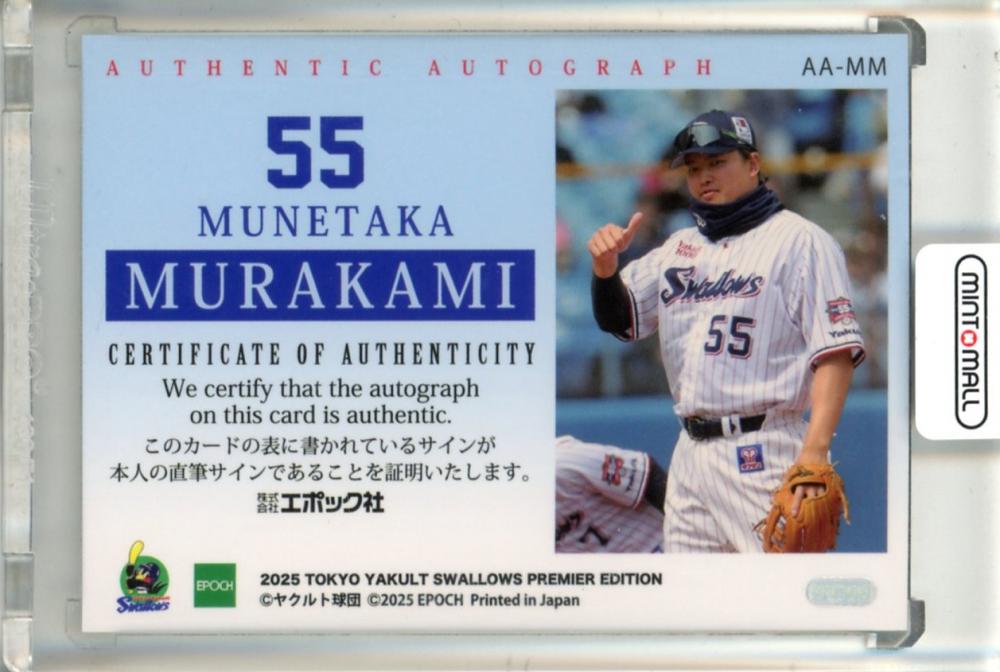 AUTHENTIC AUTOGRAPH
AA-MM
55
MUNETAKA
MURAKAMI
CERTIFICATE OF AUTHENTICITY
We certify that the autograph
on this card is authentic.
このカードの表に書かれているサインが
本人の直筆サインであることを証明いたします。
株式会社エポック社
Swallows
55
Swallows
EPOCH
2025 TOKYO YAKULT SWALLOWS PREMIER EDITION
©ヤクルト球団 ©2025 EPOCH Printed in Japan
MINT MALL